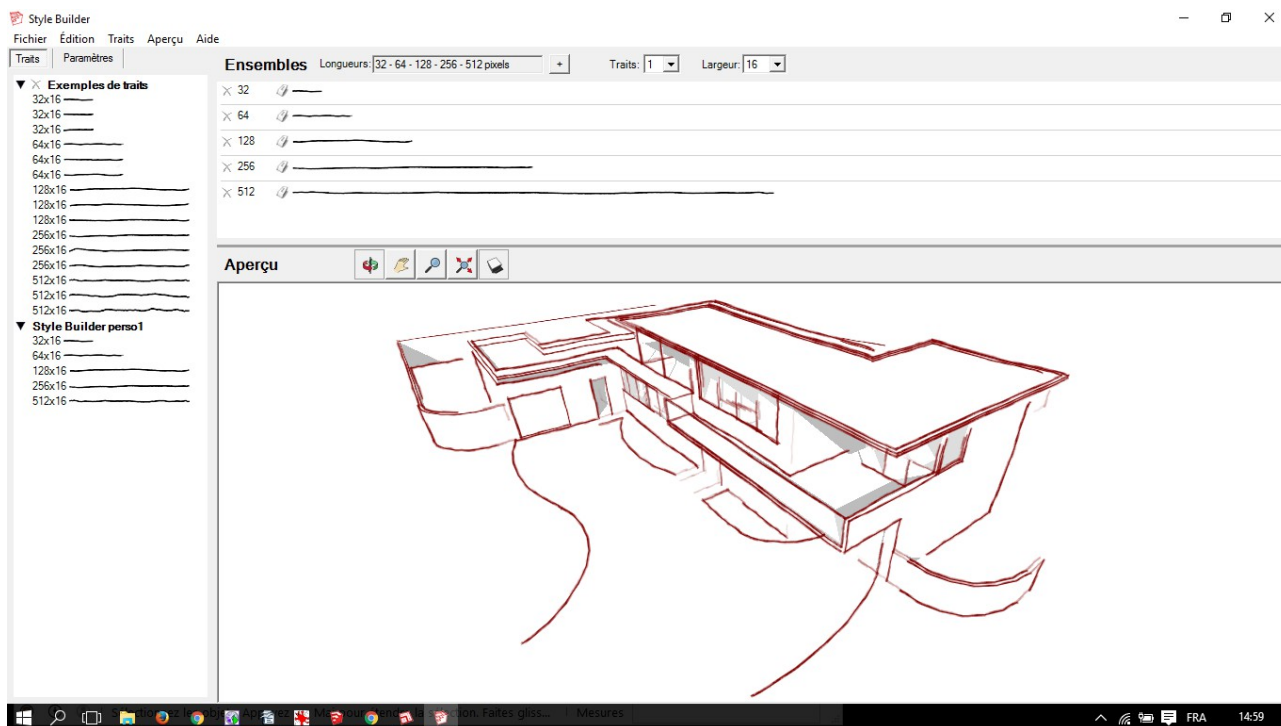 Style Builder
Fichier Édition Traits Aperçu Aide
Traits Paramètres
Ensembles Longueurs: 32 - 64 - 128 - 256 - 512 pixels + Traits: 1 Largeur: 16
Exemples de traits
32x16
32x16
32x16
64x16
64x16
64x16
128x16
128x16
128x16
256x16
256x16
256x16
512x16
512x16
512x16
Style Builder perso1
32x16
64x16
128x16
256x16
512x16
32
64
128
256
512
Aperçu
Faites gliss... Mesures
FRA 14:59